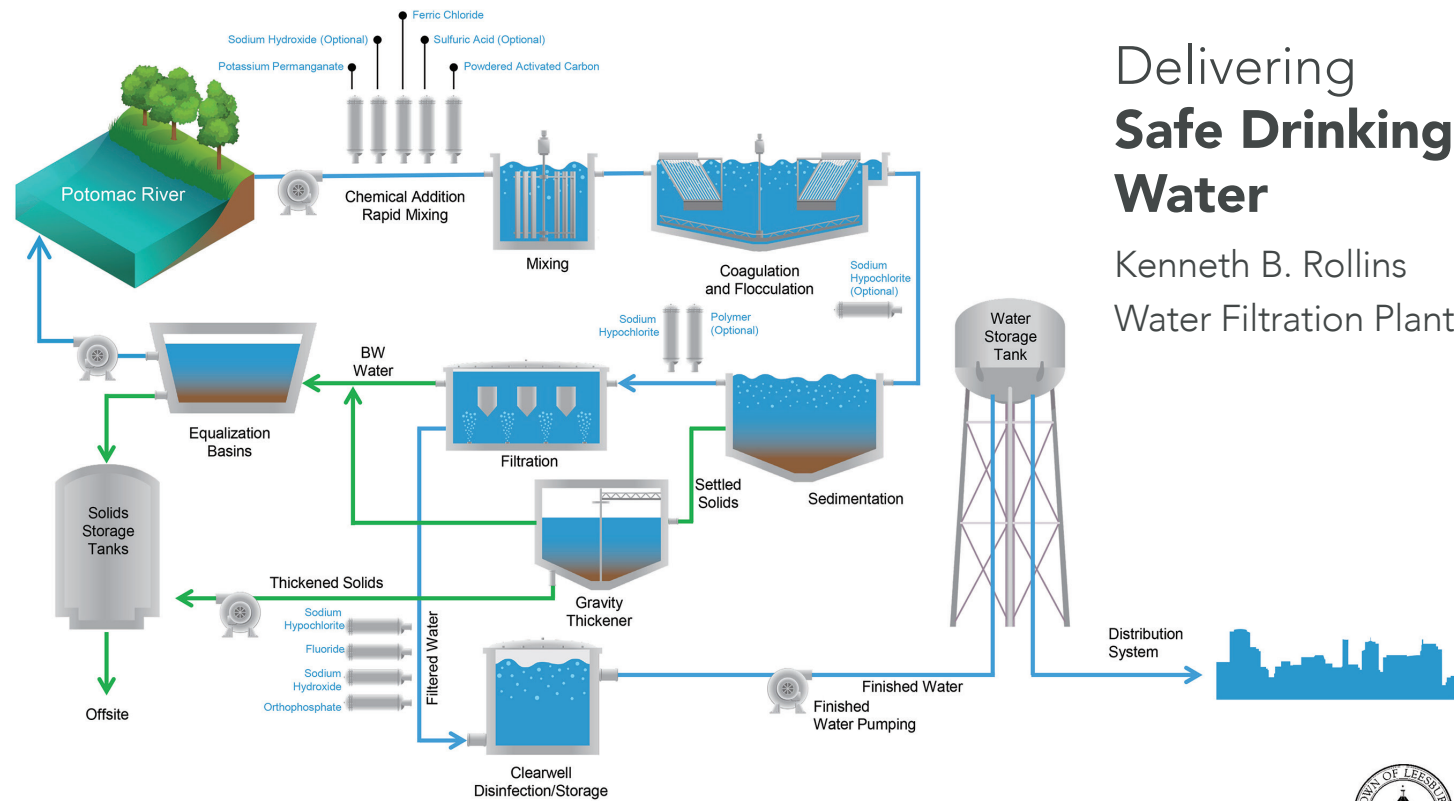 Delivering
Safe Drinking
Water
Kenneth B. Rollins
Water Filtration Plant
Ferric Chloride
Sodium Hydroxide (Optional)
Sulfuric Acid (Optional)
Potassium Permanganate
Powdered Activated Carbon
Potomac River
Chemical Addition
Rapid Mixing
Mixing
Coagulation
and Flocculation
Sodium
Hypochlorite
(Optional)
Sodium
Hypochlorite
Polymer
(Optional)
Water
Storage
Tank
BW
Water
Equalization
Basins
Filtration
Settled
Solids
Sedimentation
Solids
Storage
Tanks
Thickened Solids
Gravity
Thickener
Sodium
Hypochlorite
Fluoride
Sodium
Hydroxide
Orthophosphate
Filtered Water
Offsite
Clearwell
Disinfection/Storage
Finished Water
Finished
Water Pumping
Distribution
System
OF